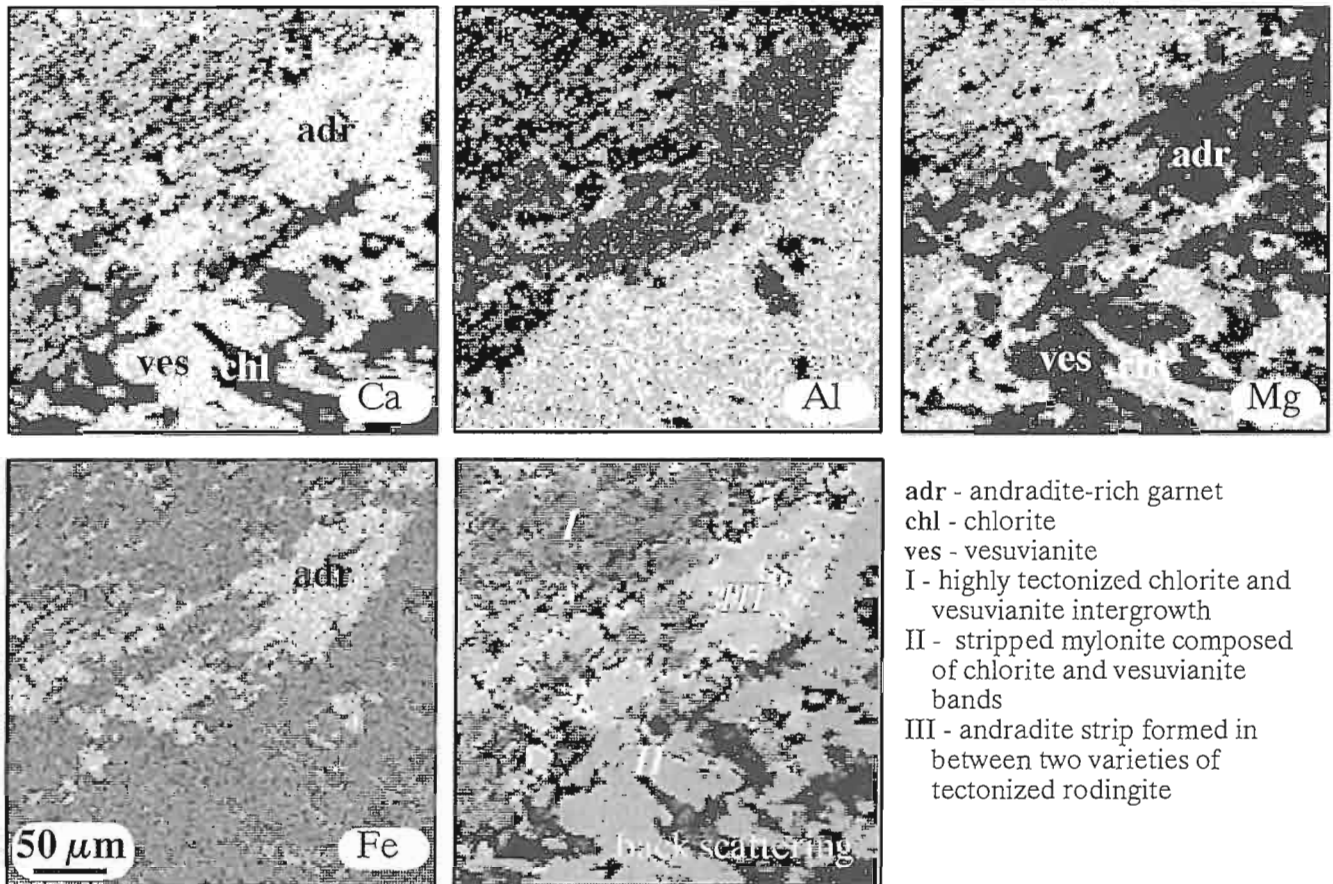 adr
ves
chl
Ca
Al
adr
ves
Mg
adr
50 μm
Fe
I
III
II
back scattering
adr - andradite-rich garnet
chl - chlorite
ves - vesuvianite
I - highly tectonized chlorite and
vesuvianite intergrowth
II - stripped mylonite composed
of chlorite and vesuvianite
bands
III - andradite strip formed in
between two varieties of
tectonized rodingite